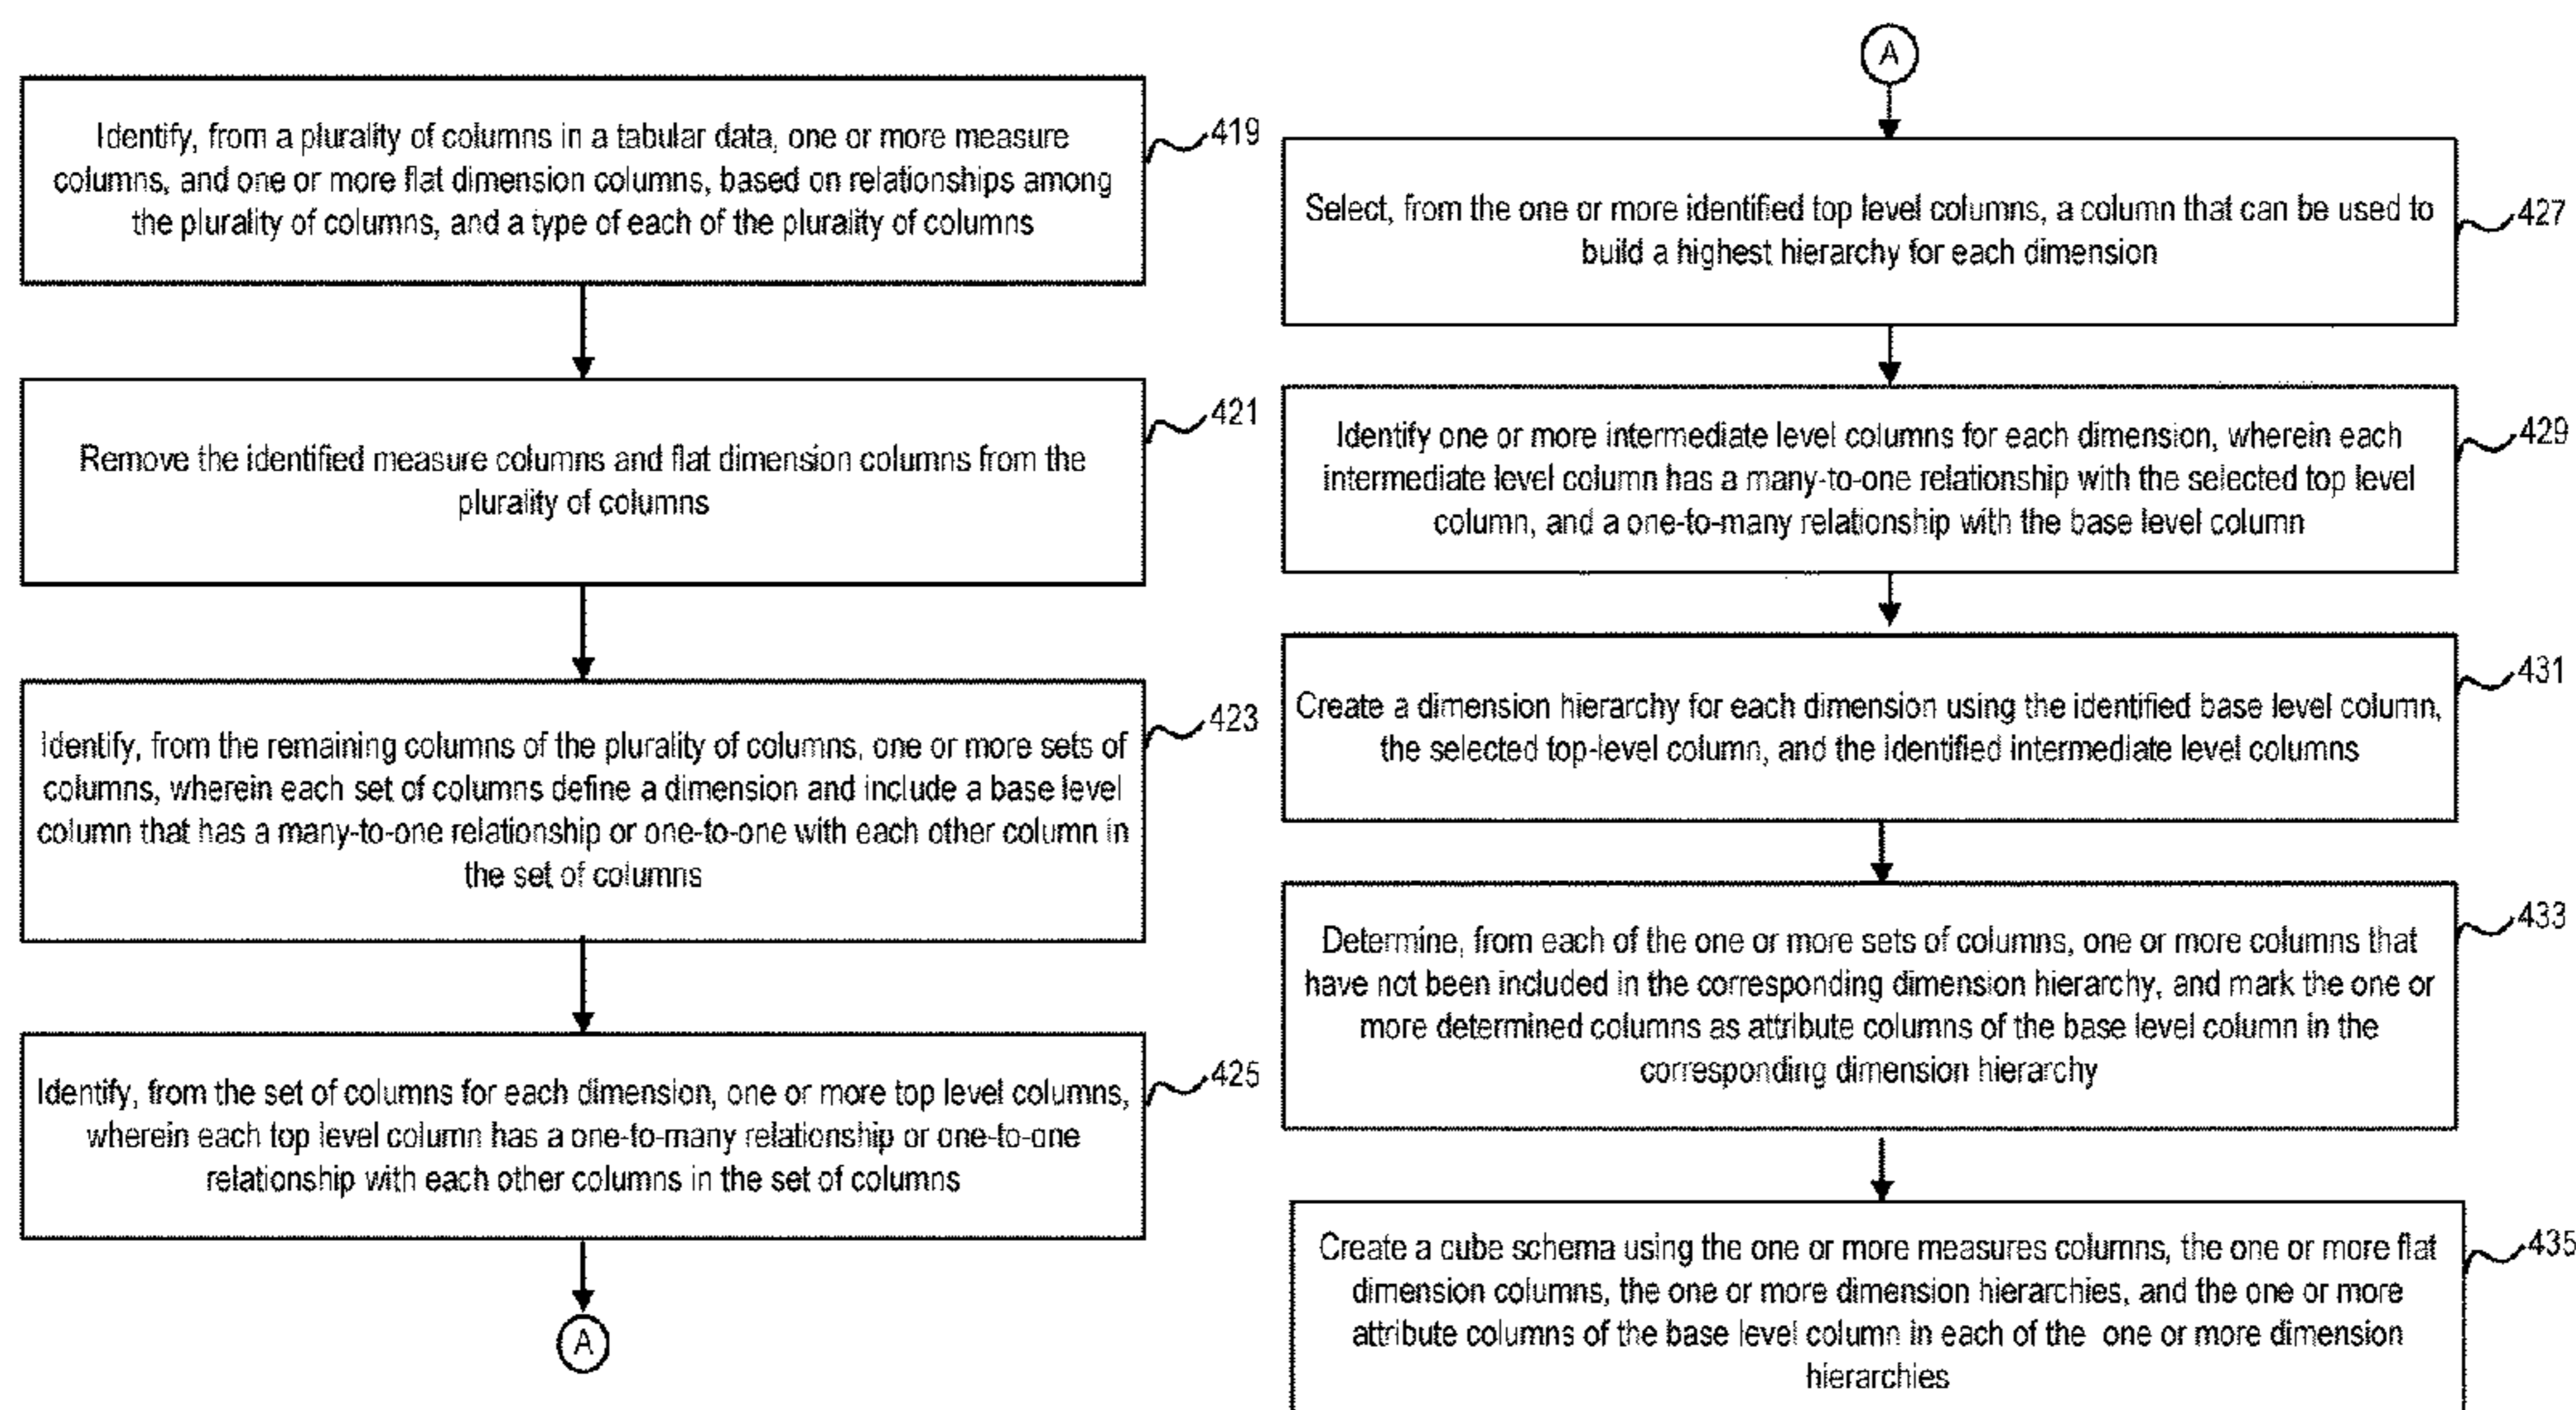 Identify, from a plurality of columns in a tabular data, one or more measure
columns, and one or more flat dimension columns, based on relationships among
the plurality of columns, and a type of each of the plurality of columns
419
Remove the identified measure columns and flat dimension columns from the
plurality of columns
421
Identify, from the remaining columns of the plurality of columns, one or more sets of
columns, wherein each set of columns define a dimension and include a base level
column that has a many-to-one relationship or one-to-one with each other column in
the set of columns
423
Identify, from the set of columns for each dimension, one or more top level columns,
wherein each top level column has a one-to-many relationship or one-to-one
relationship with each other columns in the set of columns
425
A
A
Select, from the one or more identified top level columns, a column that can be used to
build a highest hierarchy for each dimension
427
Identify one or more intermediate level columns for each dimension, wherein each
intermediate level column has a many-to-one relationship with the selected top level
column, and a one-to-many relationship with the base level column
429
Create a dimension hierarchy for each dimension using the identified base level column,
the selected top-level column, and the identified intermediate level columns
431
Determine, from each of the one or more sets of columns, one or more columns that
have not been included in the corresponding dimension hierarchy, and mark the one or
more determined columns as attribute columns of the base level column in the
corresponding dimension hierarchy
433
Create a cube schema using the one or more measures columns, the one or more flat
dimension columns, the one or more dimension hierarchies, and the one or more
attribute columns of the base level column in each of the one or more dimension
hierarchies
435